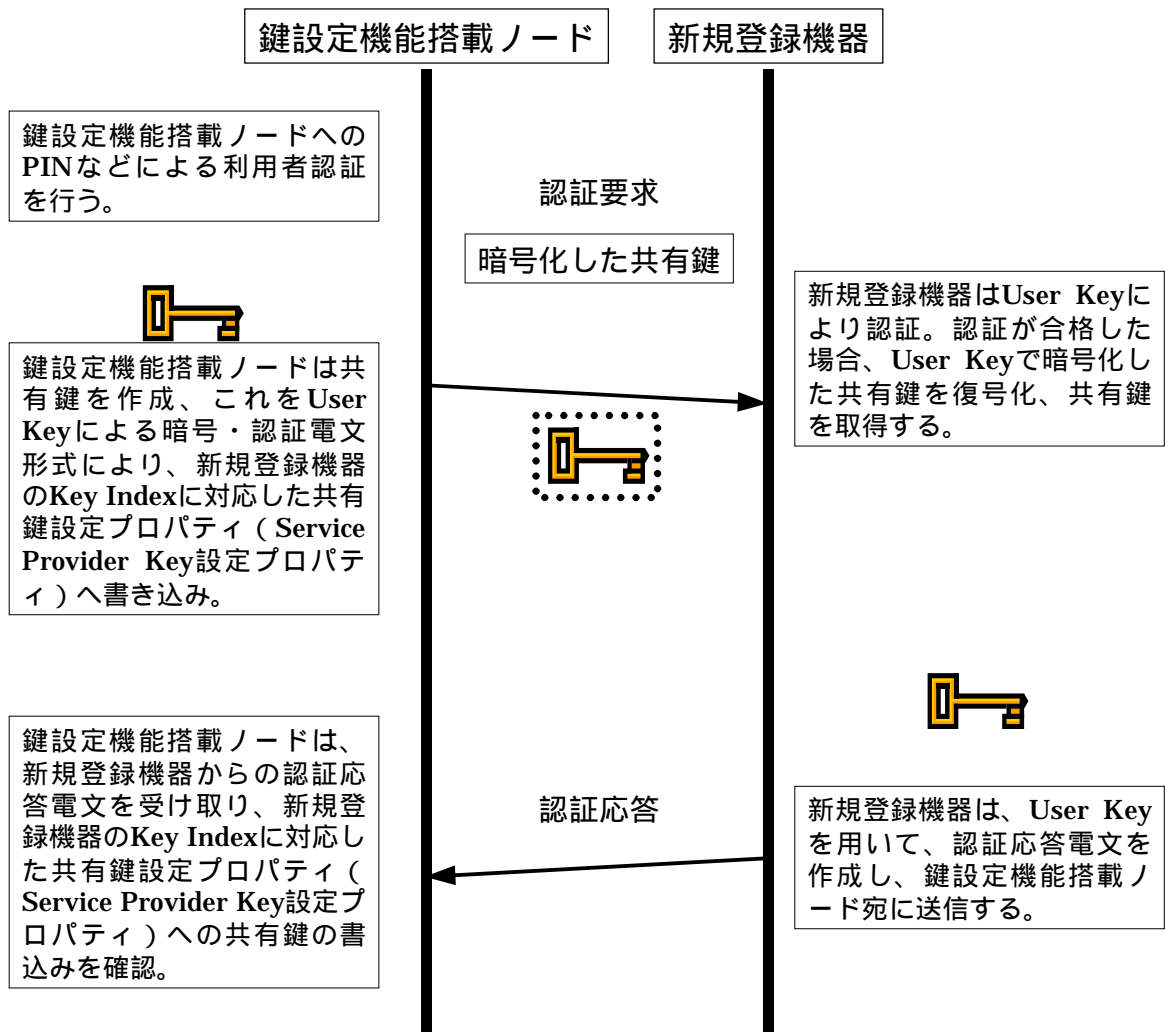 鍵設定機能搭載ノード
新規登録機器
鍵設定機能搭載ノードへの
PINなどによる利用者認証
を行う。
認証要求
暗号化した共有鍵
新規登録機器はUser Keyに
より認証。認証が合格した
場合、User Keyで暗号化し
た共有鍵を復号化、共有鍵
を取得する。
鍵設定機能搭載ノードは共
有鍵を作成、これをUser
Keyによる暗号・認証電文
形式により、新規登録機器
のKey Indexに対応した共有
鍵設定プロパティ（Service
Provider Key設定プロパテ
ィ）へ書き込み。
鍵設定機能搭載ノードは、
新規登録機器からの認証応
答電文を受け取り、新規登
録機器のKey Indexに対応し
た共有鍵設定プロパティ（
Service Provider Key設定プ
ロパティ）への共有鍵の書
込みを確認。
認証応答
新規登録機器は、User Key
を用いて、認証応答電文を
作成し、鍵設定機能搭載ノ
ード宛に送信する。